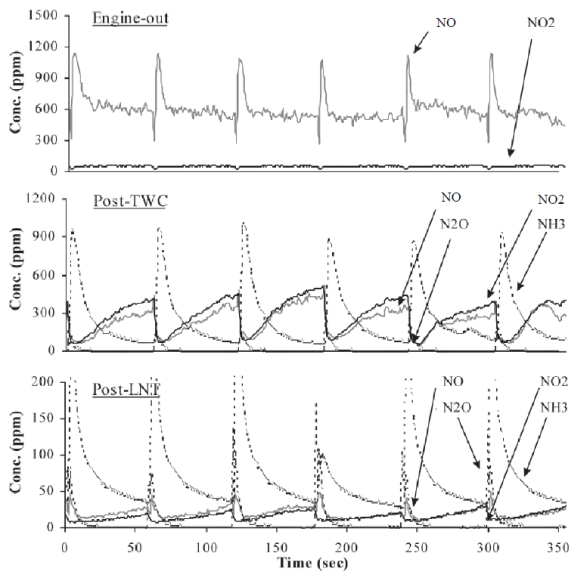 Engine-out
NO
NO2
Conc. (ppm)
1500
1200
900
600
300
0
Post-TWC
NO
N2O
NO2
NH3
Conc. (ppm)
1200
900
600
300
0
Post-LNT
NO
N2O
NO2
NH3
Conc. (ppm)
200
150
100
50
0
0 50 100 150 200 250 300 350
Time (sec)